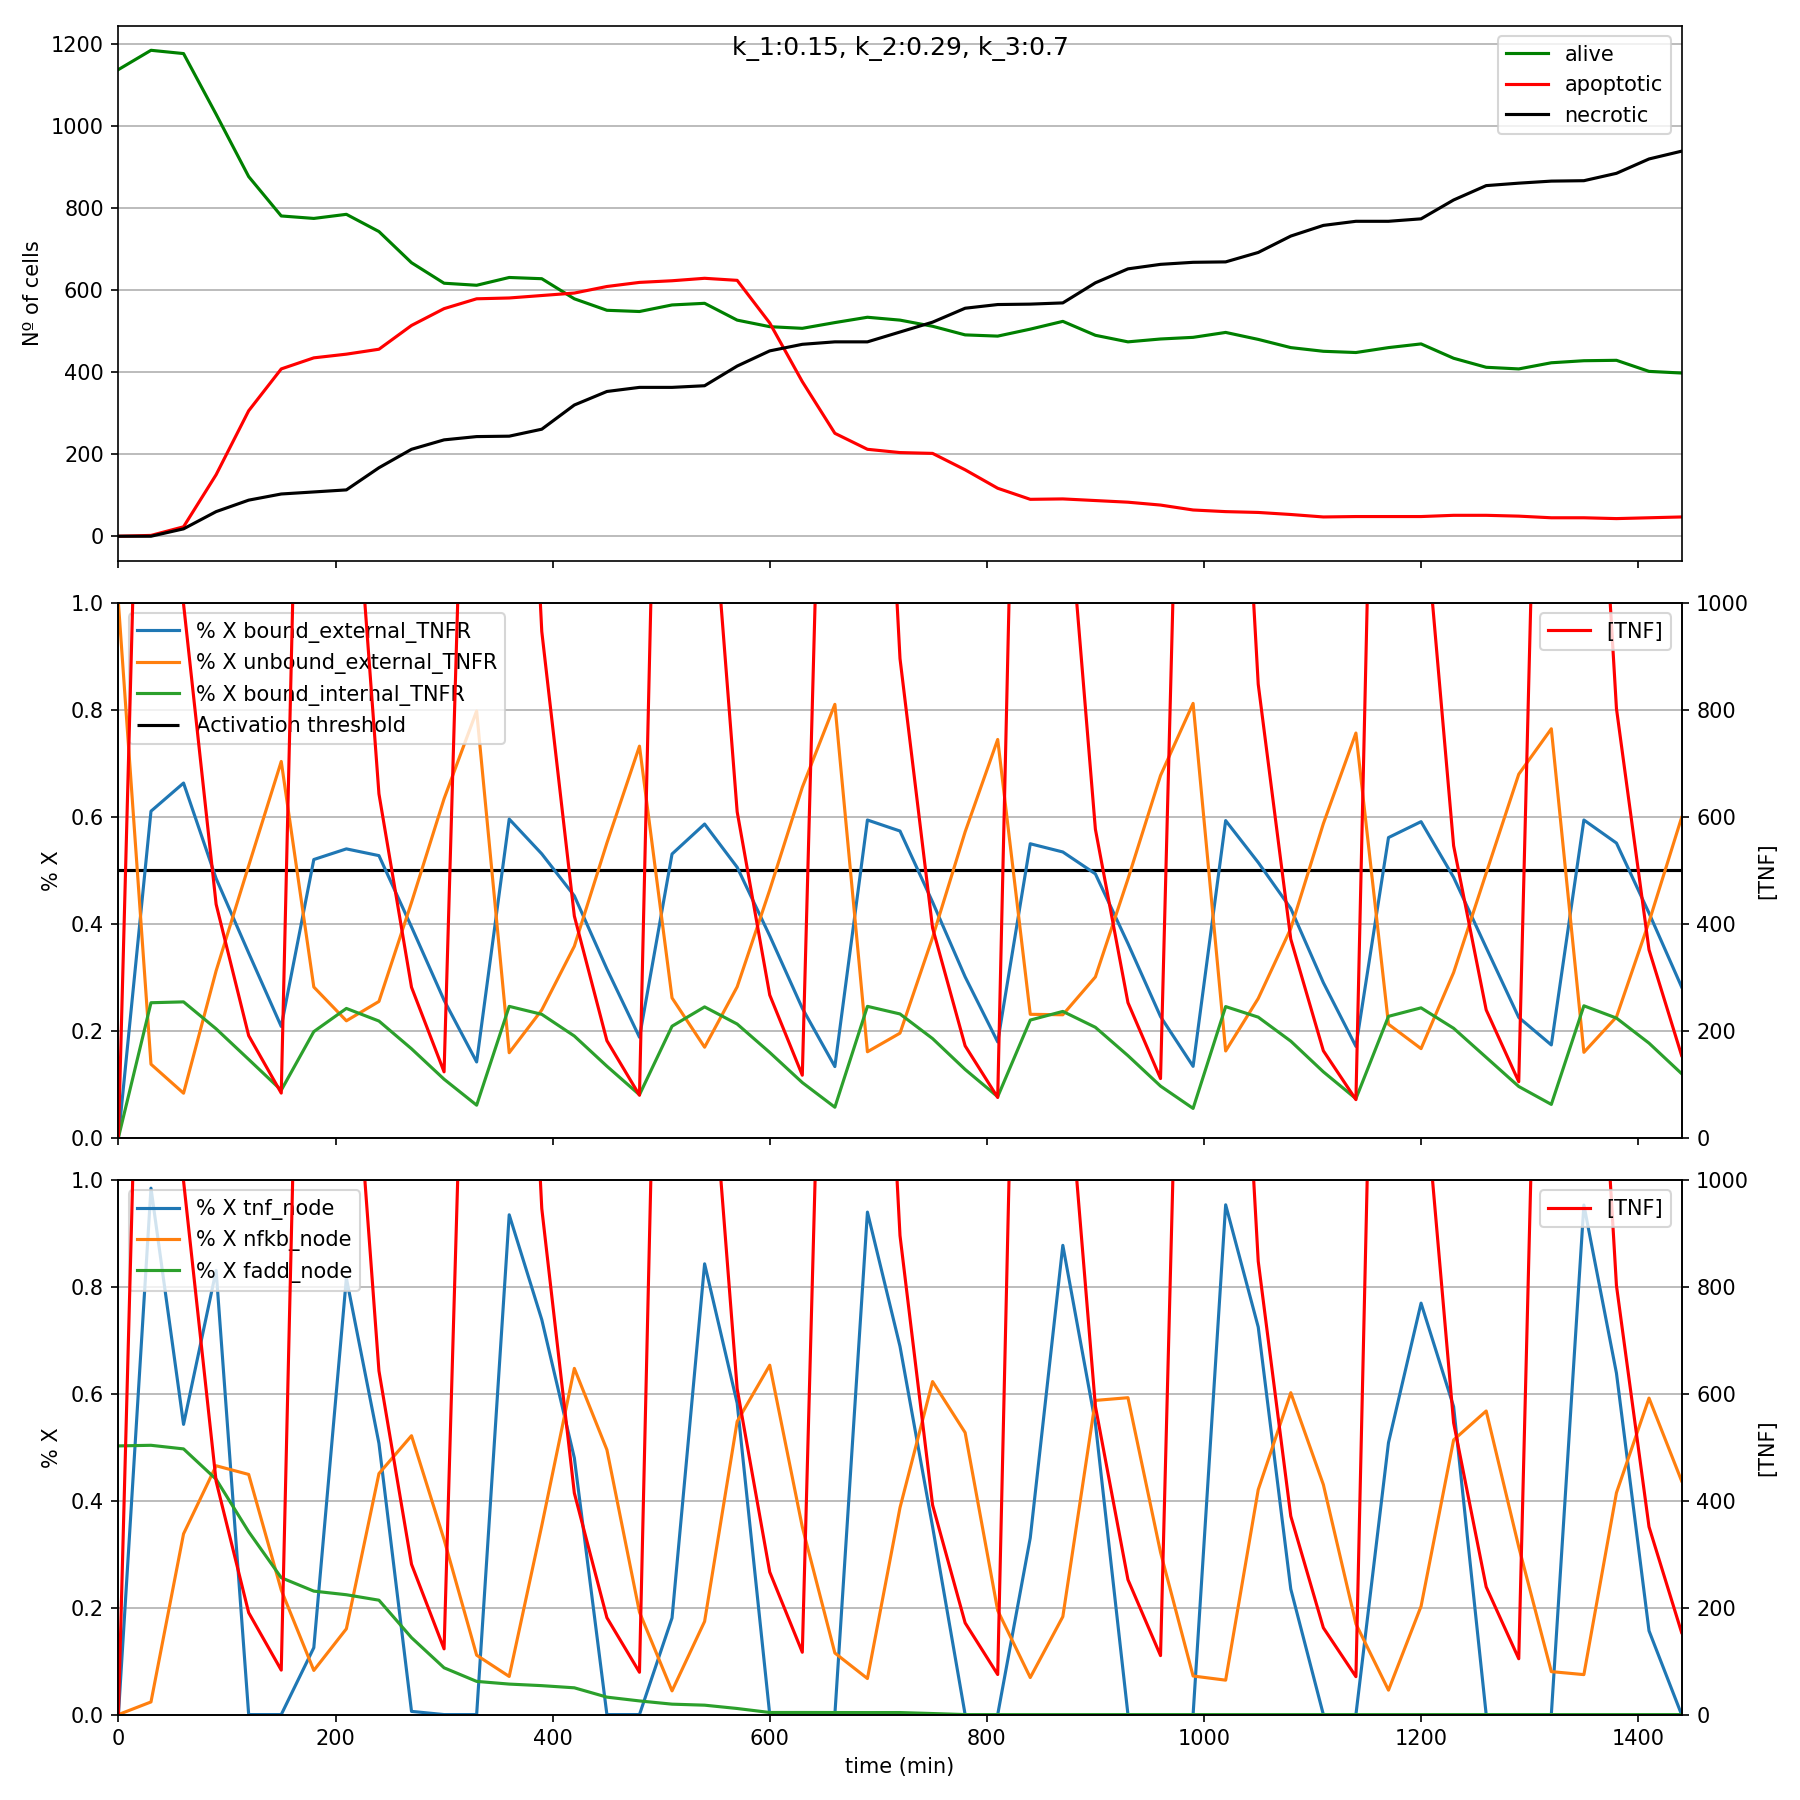 k_1:0.15, k_2:0.29, k_3:0.7
alive
apoptotic
necrotic
Nº of cells
1200
1000
800
600
400
200
0
% X bound_external_TNFR
% X unbound_external_TNFR
% X bound_internal_TNFR
Activation threshold
[TNF]
% X
1.0
0.8
0.6
0.4
0.2
0.0
1000
800
600
400
200
0
[TNF]
% X tnf_node
% X nfkb_node
% X fadd_node
[TNF]
% X
1.0
0.8
0.6
0.4
0.2
0.0
1000
800
600
400
200
0
[TNF]
0 200 400 600 800 1000 1200 1400
time (min)